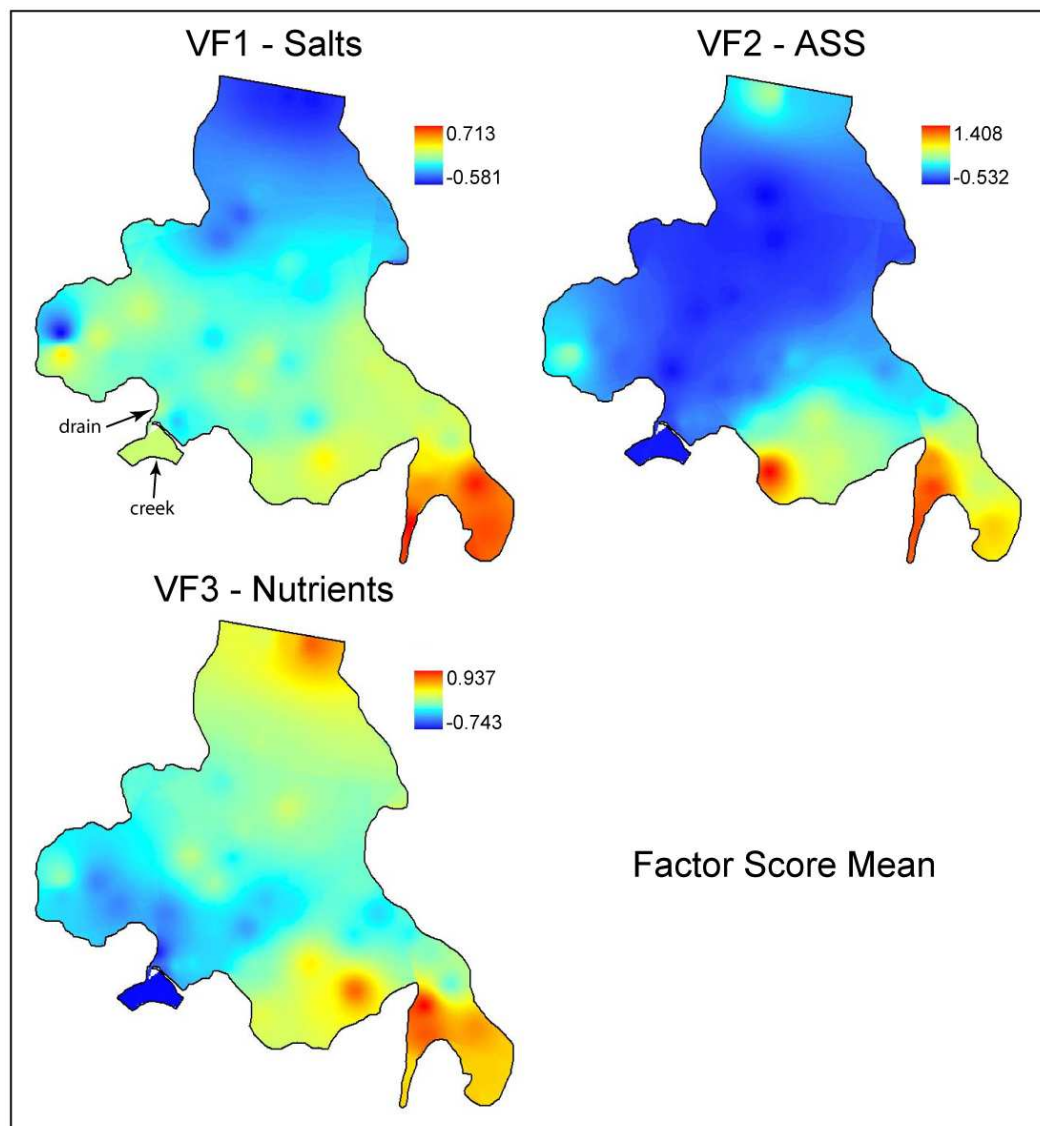 VF1 - Salts
VF2 - ASS
0.713
-0.581
1.408
-0.532
drain
creek
VF3 - Nutrients
0.937
-0.743
Factor Score Mean